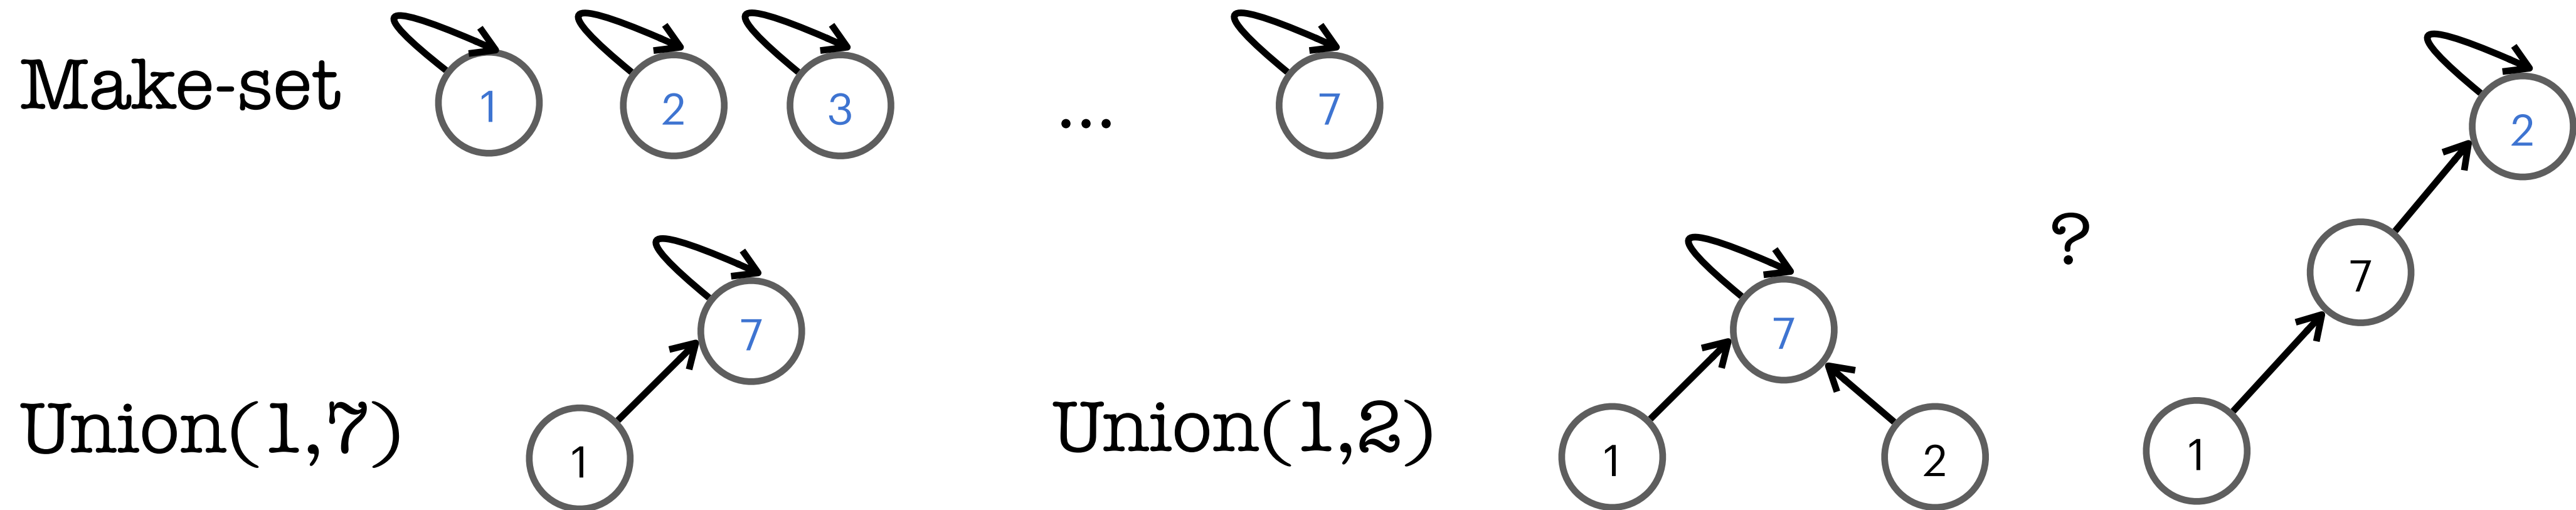 Make-set 1 2 3 ... 7
2
?
7
7 7
Union(1,7) 1 Union(1,2) 1 2 1